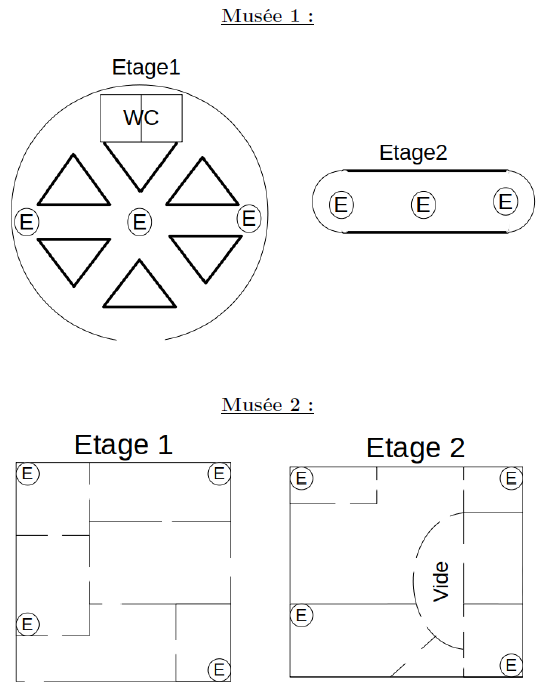 Musée 1 :
Etage1
WC
Etage2
E E E
E E E
Musée 2 :
Etage 1
Etage 2
E E
E E
Vide
E
E
E
E